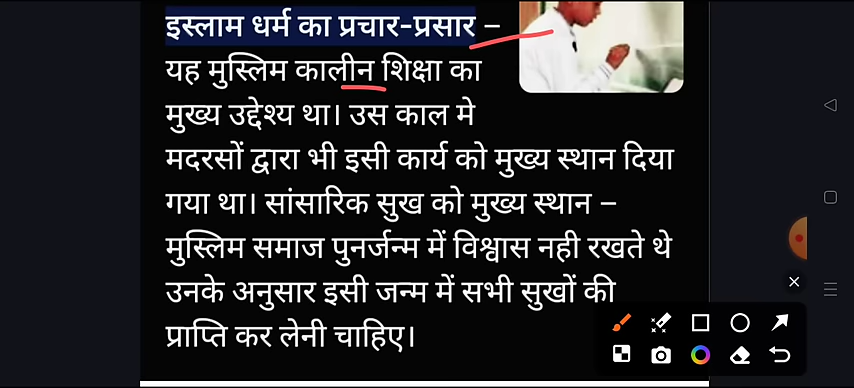 इस्लाम धर्म का प्रचार-प्रसार –
यह मुस्लिम कालीन शिक्षा का
मुख्य उद्देश्य था। उस काल मे
मदरसों द्वारा भी इसी कार्य को मुख्य स्थान दिया
गया था। सांसारिक सुख को मुख्य स्थान –
मुस्लिम समाज पुनर्जन्म में विश्वास नही रखते थे
उनके अनुसार इसी जन्म में सभी सुखों की
प्राप्ति कर लेनी चाहिए।